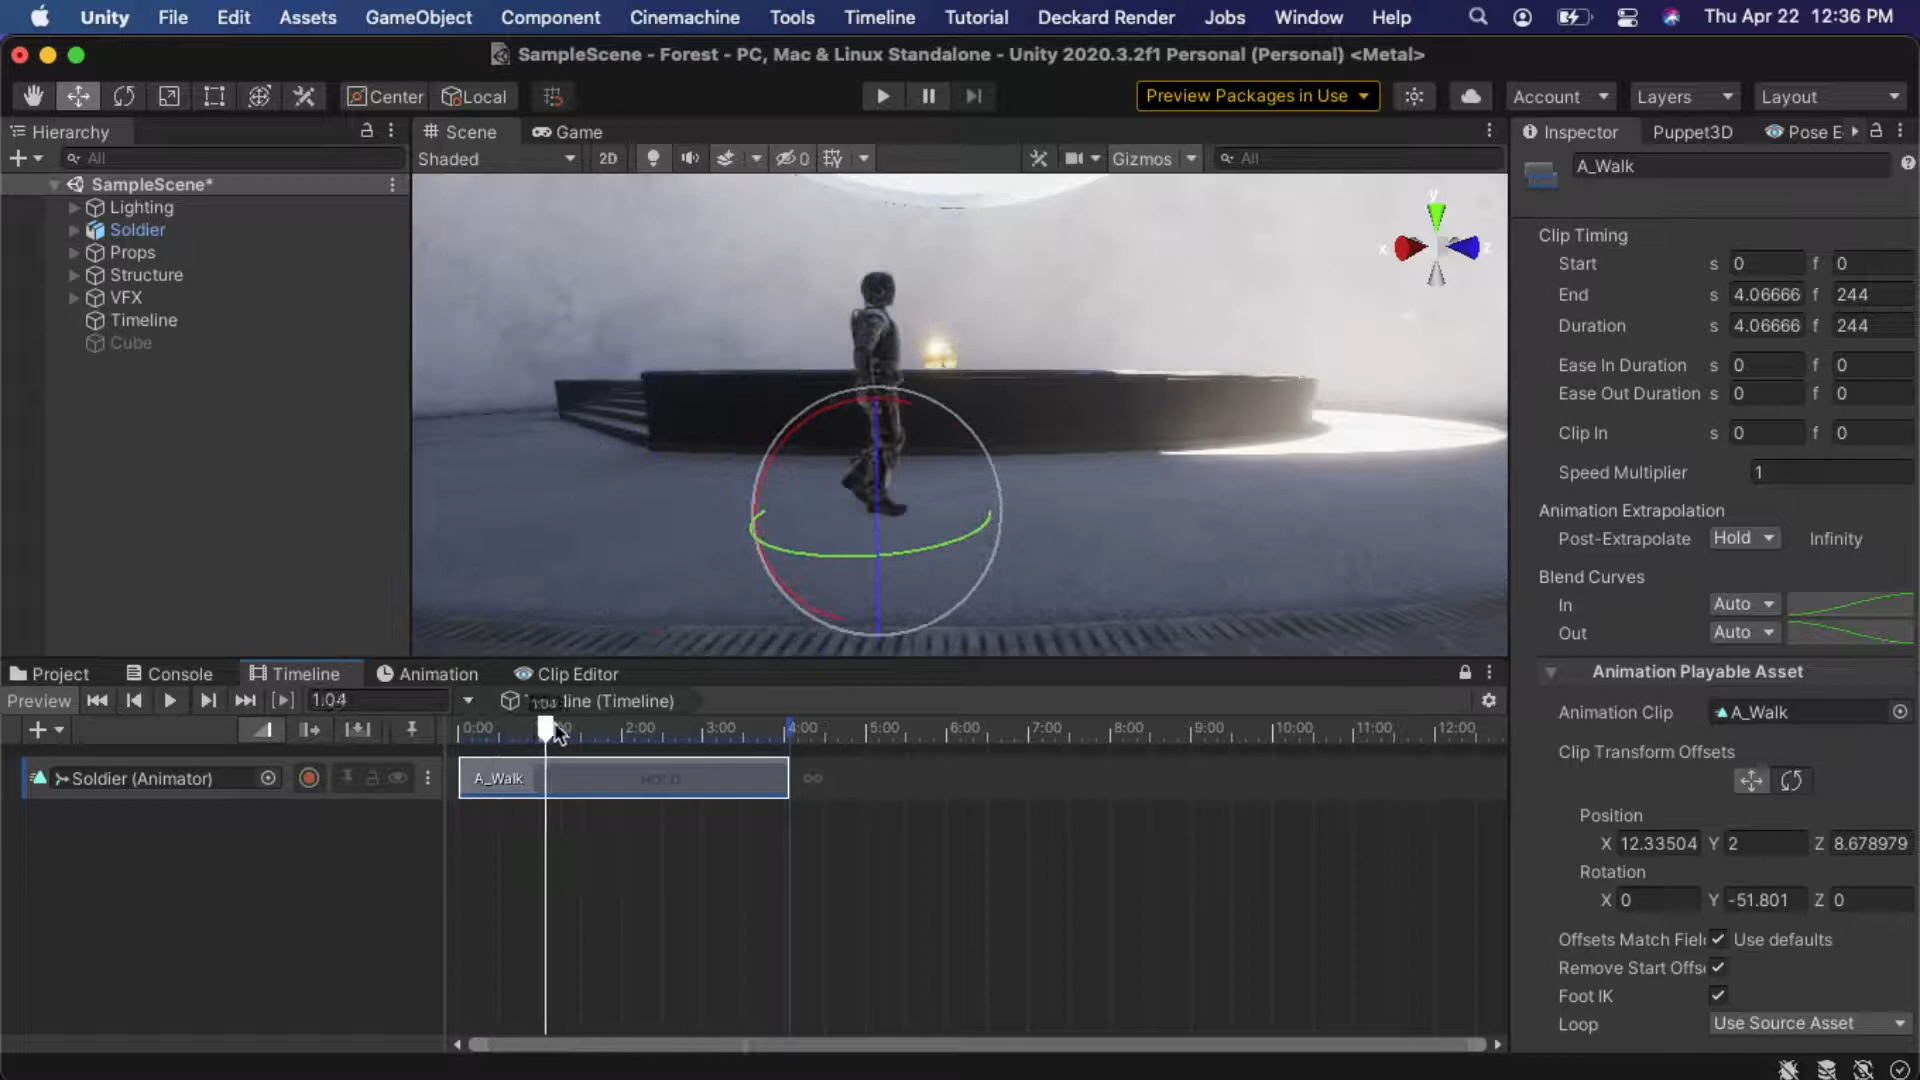 Unity File Edit Assets GameObject Component Cinemachine Tools Timeline Tutorial Deckard Render Jobs Window Help Thu Apr 22 12:36 PM
SampleScene - Forest - PC, Mac & Linux Standalone - Unity 2020.3.2f1 Personal (Personal) <Metal>
Center Local Preview Packages in Use Account Layers Layout
Hierarchy Scene Game Inspector Puppet3D Pose E
All Shaded 2D 0 Gizmos All A_Walk
SampleScene*
Lighting
Soldier
Props
Structure
VFX
Timeline
Cube
y
x z
Clip Timing
Start s 0 f 0
End s 4.06666 f 244
Duration s 4.06666 f 244
Ease In Duration s 0 f 0
Ease Out Duration s 0 f 0
Clip In s 0 f 0
Speed Multiplier 1
Animation Extrapolation
Post-Extrapolate Hold Infinity
Blend Curves
In Auto
Out Auto
Animation Playable Asset
Animation Clip A_Walk
Clip Transform Offsets
Position
X 12.33504 Y 2 Z 8.678979
Rotation
X 0 Y -51.801 Z 0
Offsets Match Fiel Use defaults
Remove Start Offs
Foot IK
Loop Use Source Asset
Project Console Timeline Animation Clip Editor
Preview 1.04 line (Timeline)
0:00 2:00 3:00 4:00 5:00 6:00 7:00 8:00 9:00 10:00 11:00 12:00
Soldier (Animator) A_Walk HOLD